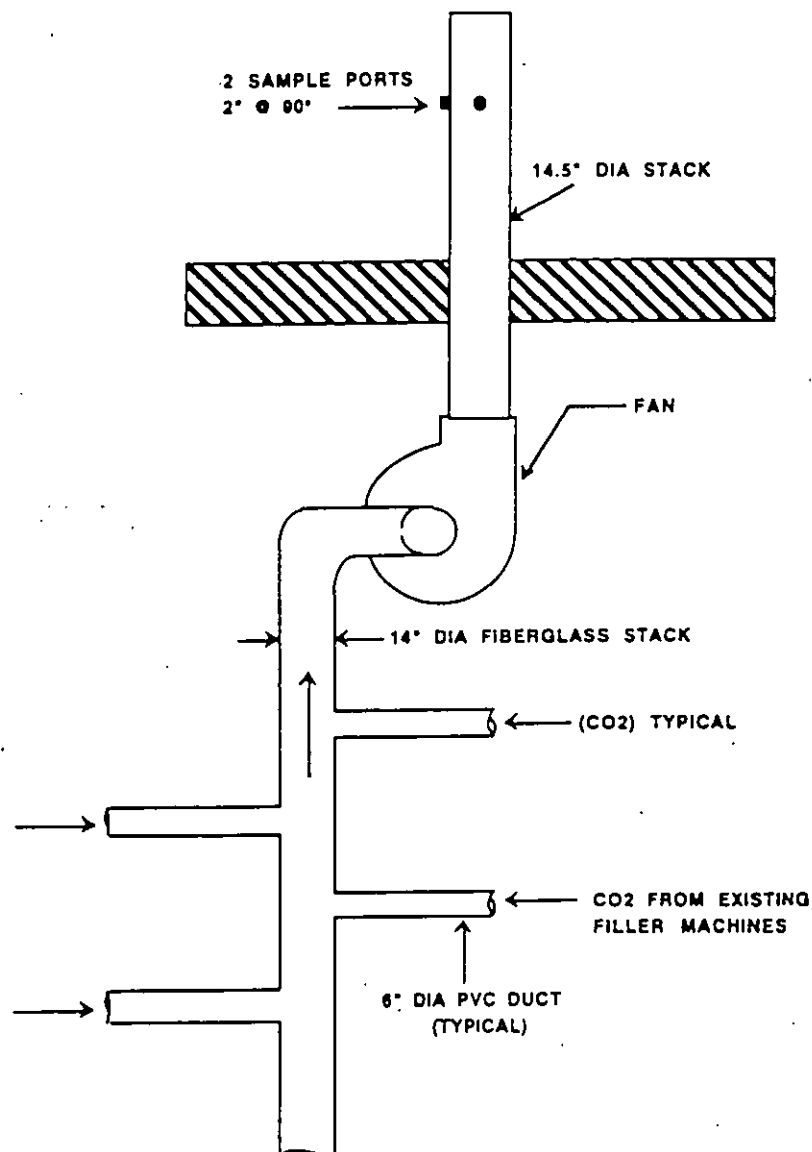 2 SAMPLE PORTS
2" @ 90°
14.5" DIA STACK
FAN
14" DIA FIBERGLASS STACK
(CO2) TYPICAL
CO2 FROM EXISTING
FILLER MACHINES
6" DIA PVC DUCT
(TYPICAL)